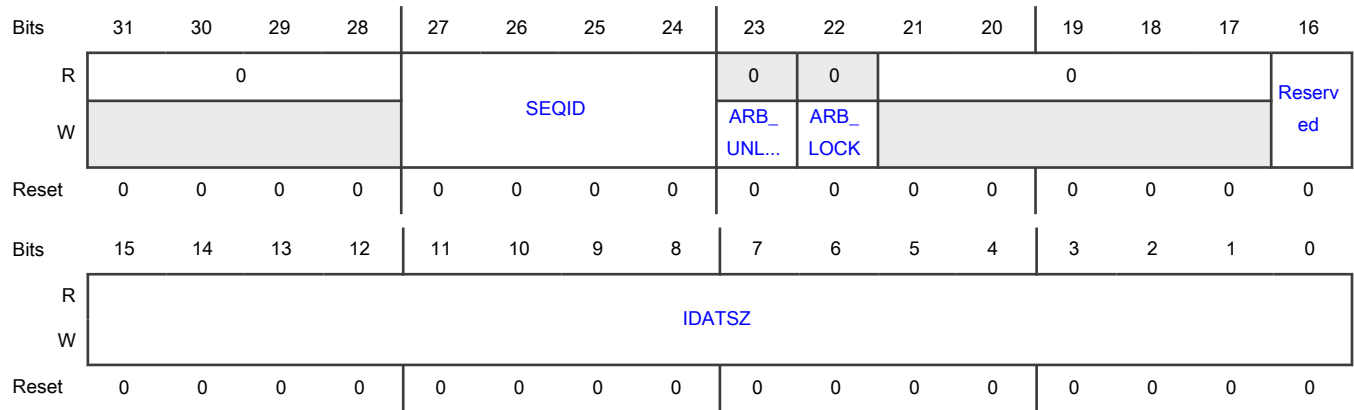 Bits 31 30 29 28 27 26 25 24 23 22 21 20 19 18 17 16
R 0 SEQID 0 0 0 Reserv
ed
W ARB_
UNL... ARB_
LOCK
Reset 0 0 0 0 0 0 0 0 0 0 0 0 0 0 0 0
Bits 15 14 13 12 11 10 9 8 7 6 5 4 3 2 1 0
R
IDATSZ
W
Reset 0 0 0 0 0 0 0 0 0 0 0 0 0 0 0 0